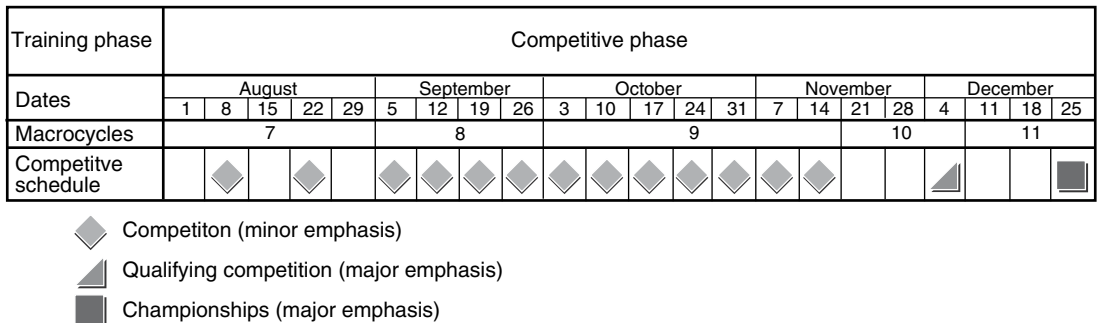 Training phase Competitive phase
Dates August September October November December
1 8 15 22 29 5 12 19 26 3 10 17 24 31 7 14 21 28 4 11 18 25
Macrocycles 7 8 9 10 11
Competitve
schedule
Competiton (minor emphasis)
Qualifying competition (major emphasis)
Championships (major emphasis)